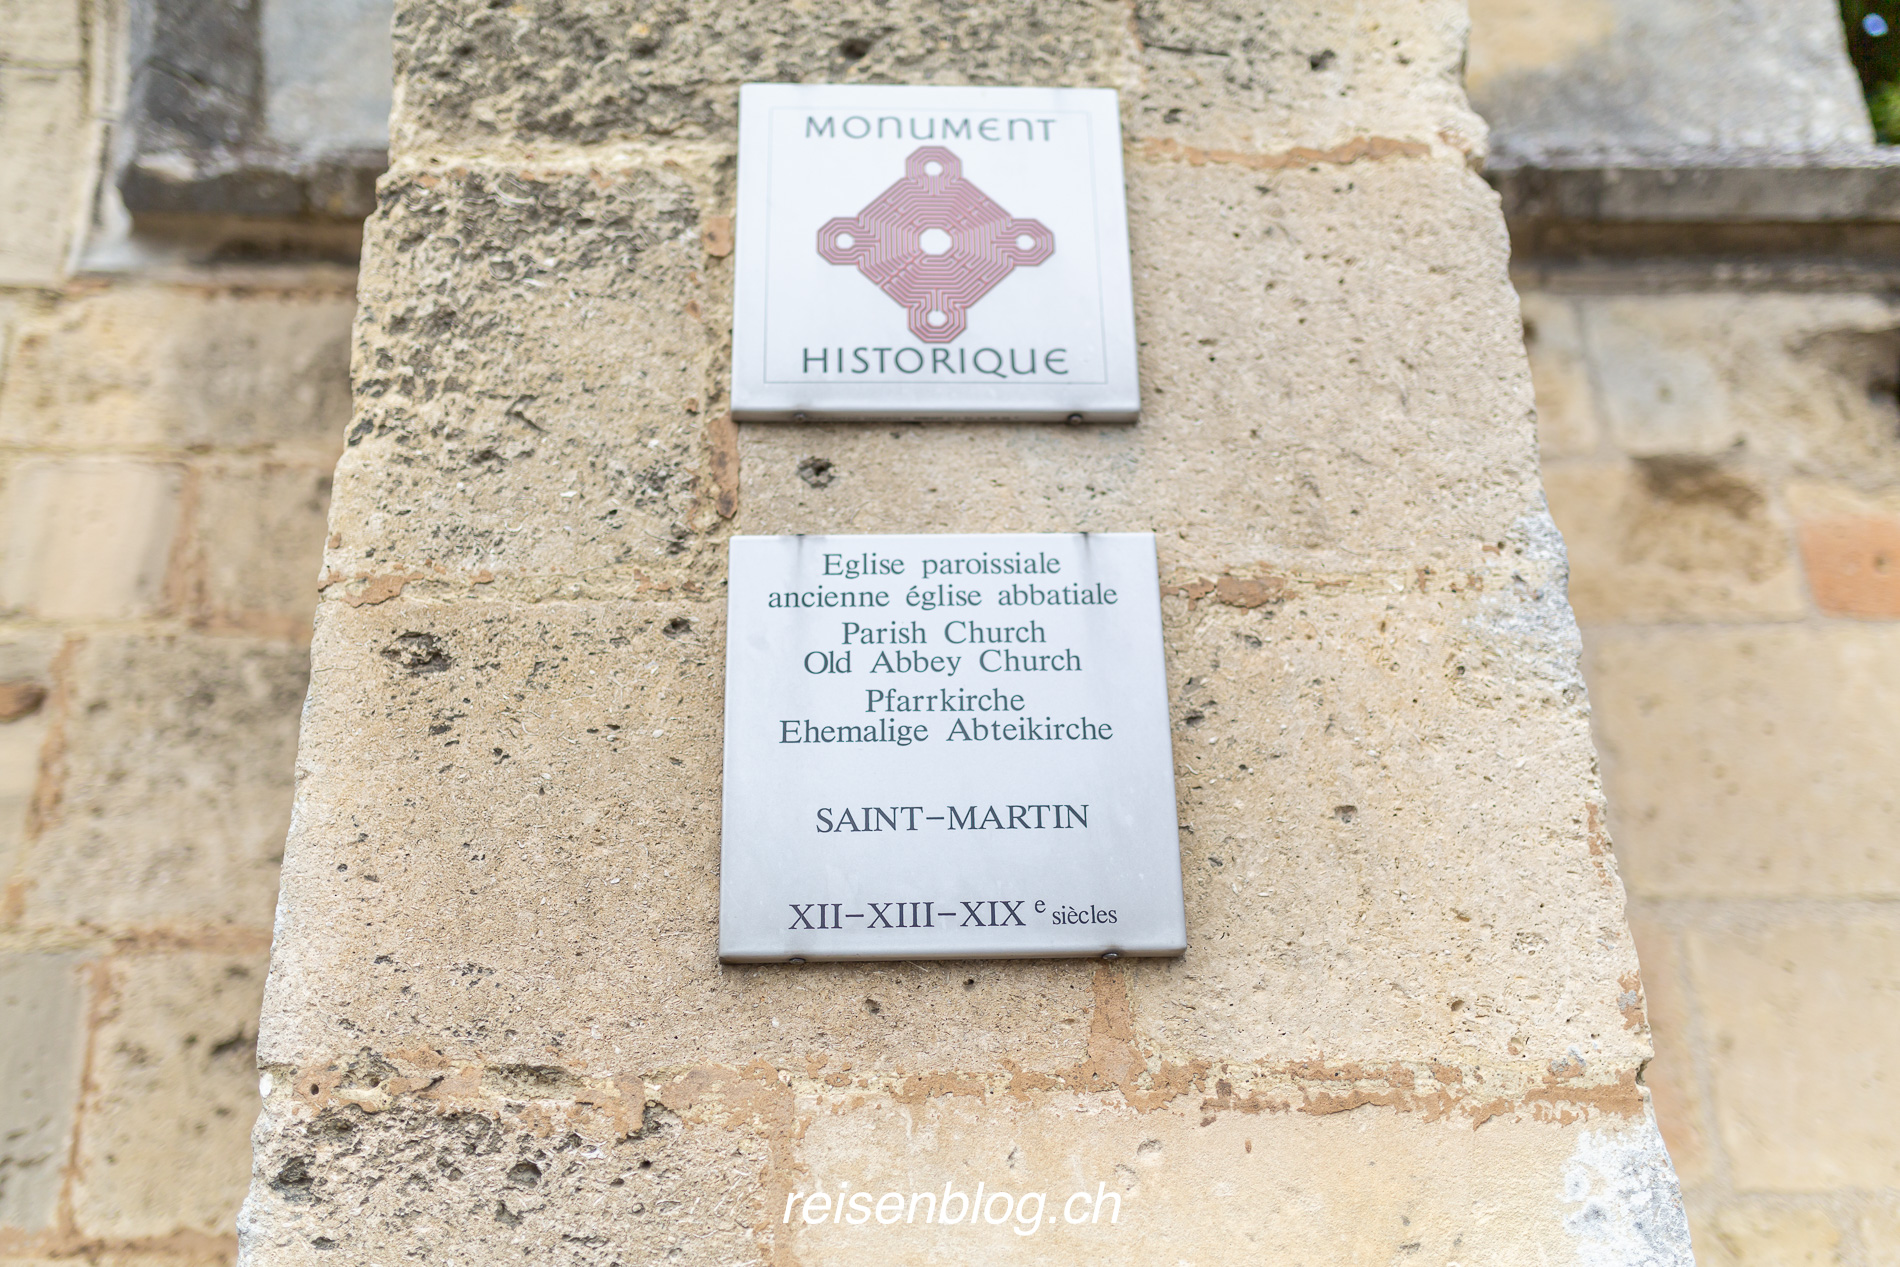 MONUMENT
HISTORIQUE
Eglise paroissiale
ancienne église abbatiale
Parish Church
Old Abbey Church
Pfarrkirche
Ehemalige Abteikirche
SAINT-MARTIN
XII-XIII-XIX e siècles
reisenblog.ch